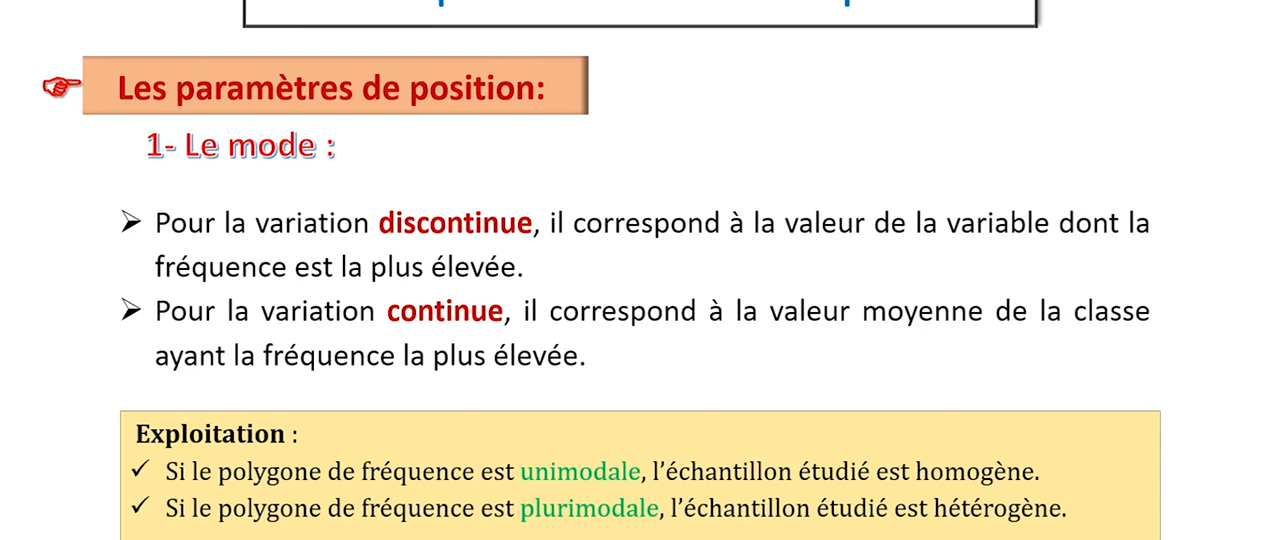 Les paramètres de position:
1- Le mode :
Pour la variation discontinue, il correspond à la valeur de la variable dont la
fréquence est la plus élevée.
Pour la variation continue, il correspond à la valeur moyenne de la classe
ayant la fréquence la plus élevée.
Exploitation :
Si le polygone de fréquence est unimodale, l’échantillon étudié est homogène.
Si le polygone de fréquence est plurimodale, l’échantillon étudié est hétérogène.